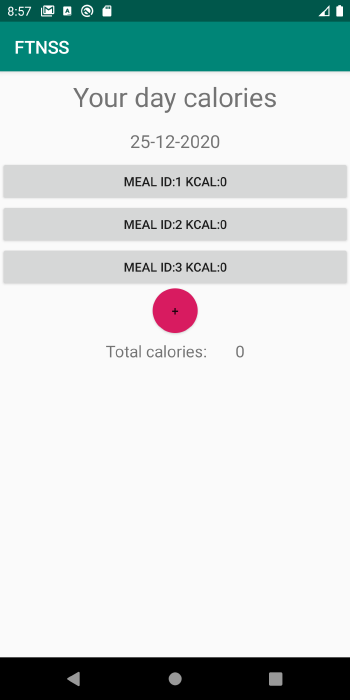 8:57
FTNSS
Your day calories
25-12-2020
MEAL ID:1 KCAL:0
MEAL ID:2 KCAL:0
MEAL ID:3 KCAL:0
+
Total calories: 0